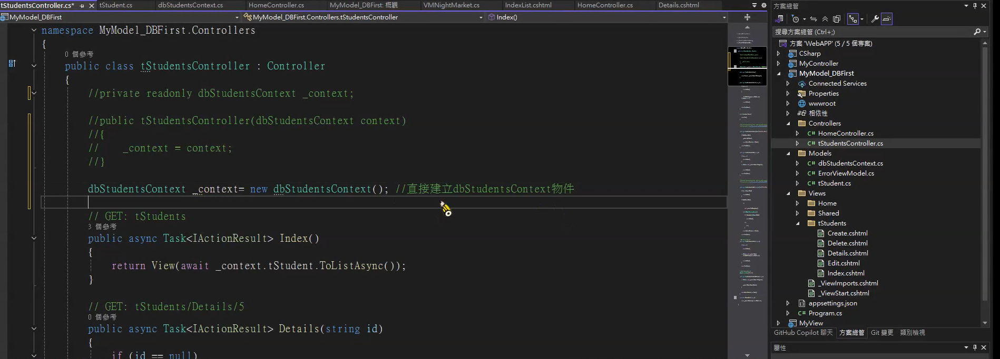 tStudentsController.cs*
tStudent.cs
dbStudentsContext.cs
HomeController.cs
MyModel_DBFirst: 概觀
VMNightMarket.cs
IndexList.cshtml
HomeController.cs
Details.cshtml
MyModel_DBFirst
MyModel_DBFirst.Controllers.tStudentsController
Index()
namespace MyModel_DBFirst.Controllers
{
0 個參考
public class tStudentsController : Controller
{
//private readonly dbStudentsContext _context;
//public tStudentsController(dbStudentsContext context)
//{
//    _context = context;
//}
dbStudentsContext _context= new dbStudentsContext(); //直接建立dbStudentsContext物件
// GET: tStudents
3 個參考
public async Task<IActionResult> Index()
{
return View(await _context.tStudent.ToListAsync());
}
// GET: tStudents/Details/5
0 個參考
public async Task<IActionResult> Details(string id)
{
if (id == null)
方案總管
搜尋方案總管 (Ctrl+;)
方案 'WebAPP' (5 / 5 個專案)
CSharp
MyController
MyModel_DBFirst
Connected Services
Properties
wwwroot
相依性
Controllers
C# HomeController.cs
C# tStudentsController.cs
Models
C# dbStudentsContext.cs
C# ErrorViewModel.cs
C# tStudent.cs
Views
Home
Shared
tStudents
Create.cshtml
Delete.cshtml
Details.cshtml
Edit.cshtml
Index.cshtml
_ViewImports.cshtml
_ViewStart.cshtml
appsettings.json
C# Program.cs
MyView
GitHub Copilot 聊天 方案總管 Git 變更 類別檢視
屬性